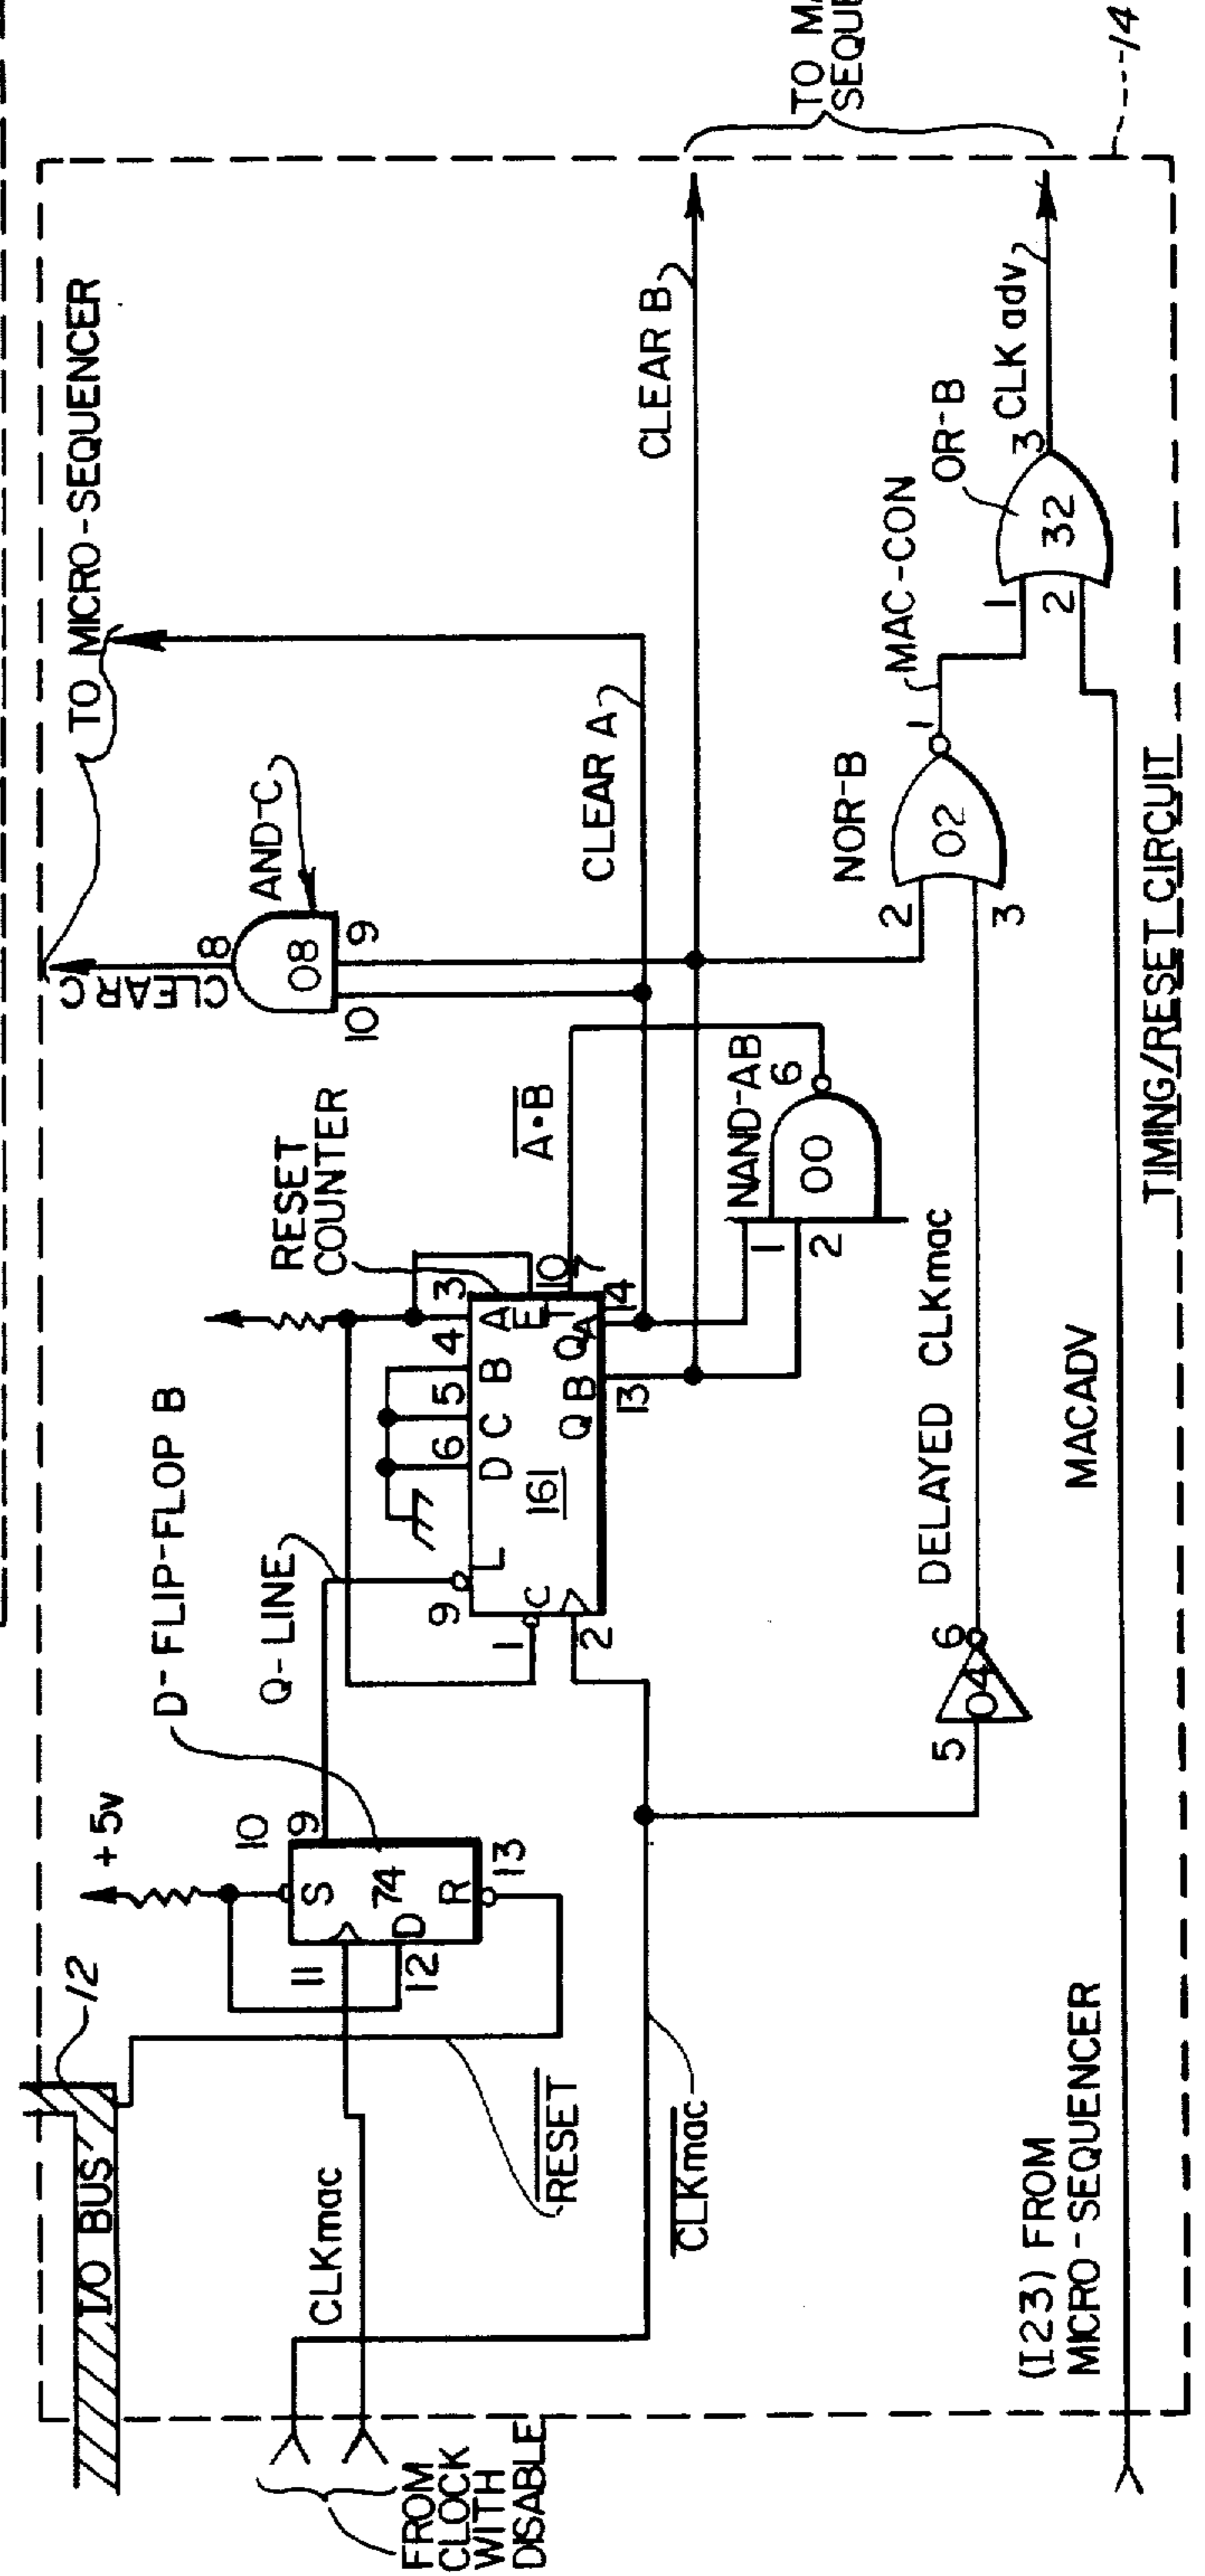 I/O BUS
12
+5v
D-FLIP-FLOP B
RESET
COUNTER
AND-C
TO MICRO-SEQUENCER
FROM
CLOCK
WITH
DISABLE
CLKmac
RESET
CLKmac
11
12
10
9
S
74
D
R
13
Q-LINE
9
1
2
L
C
161
6
5
4
3
D
C
B
A
E
T
10
7
QB
QA
13
14
A•B
NAND-AB
1
2
00
6
10
9
08
8
CLEAR C
CLEAR A
CLEAR B
5
04
6
DELAYED CLKmac
NOR-B
2
3
02
1
MAC-CON
OR-B
1
2
32
3
CLK adv
(I23) FROM
MICRO-SEQUENCER
MACADV
TIMING/RESET CIRCUIT
14
TO